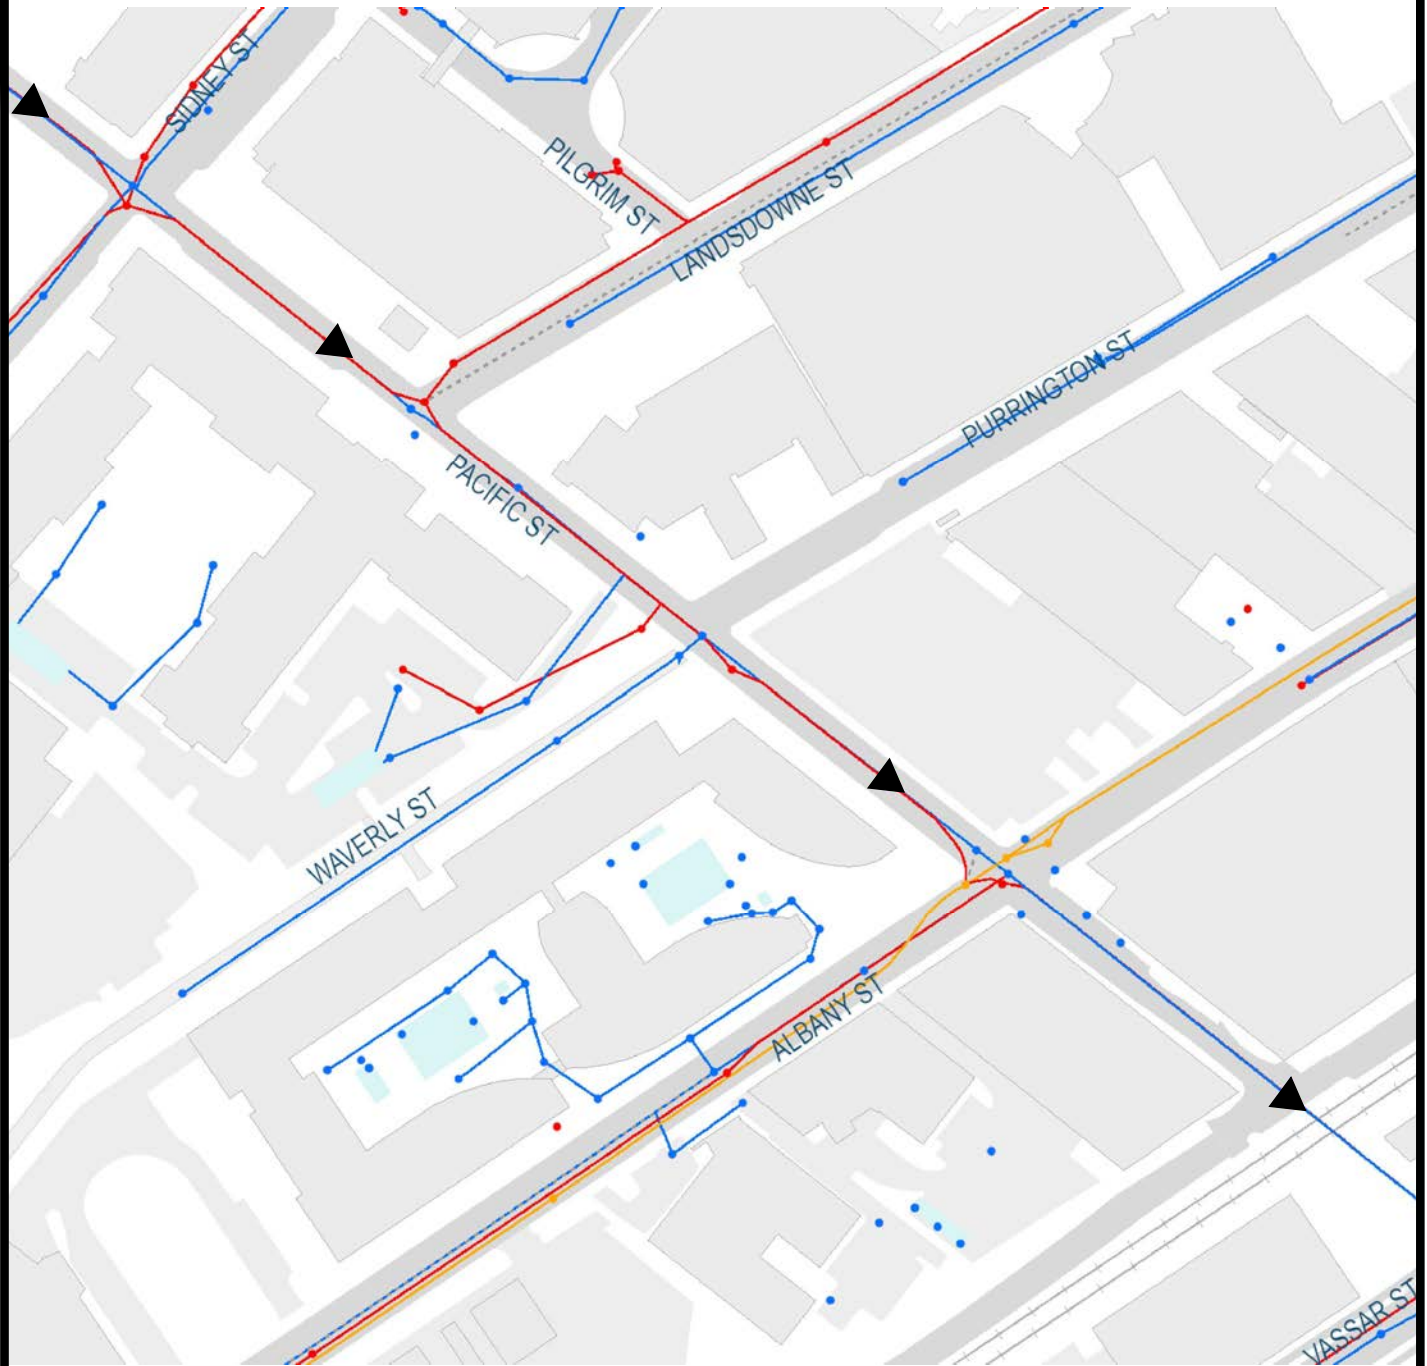 SIDNEY ST
PILGRIM ST
LANDSDOWNE ST
PURRINGTON ST
PACIFIC ST
WAVERLY ST
ALBANY ST
VASSAR ST